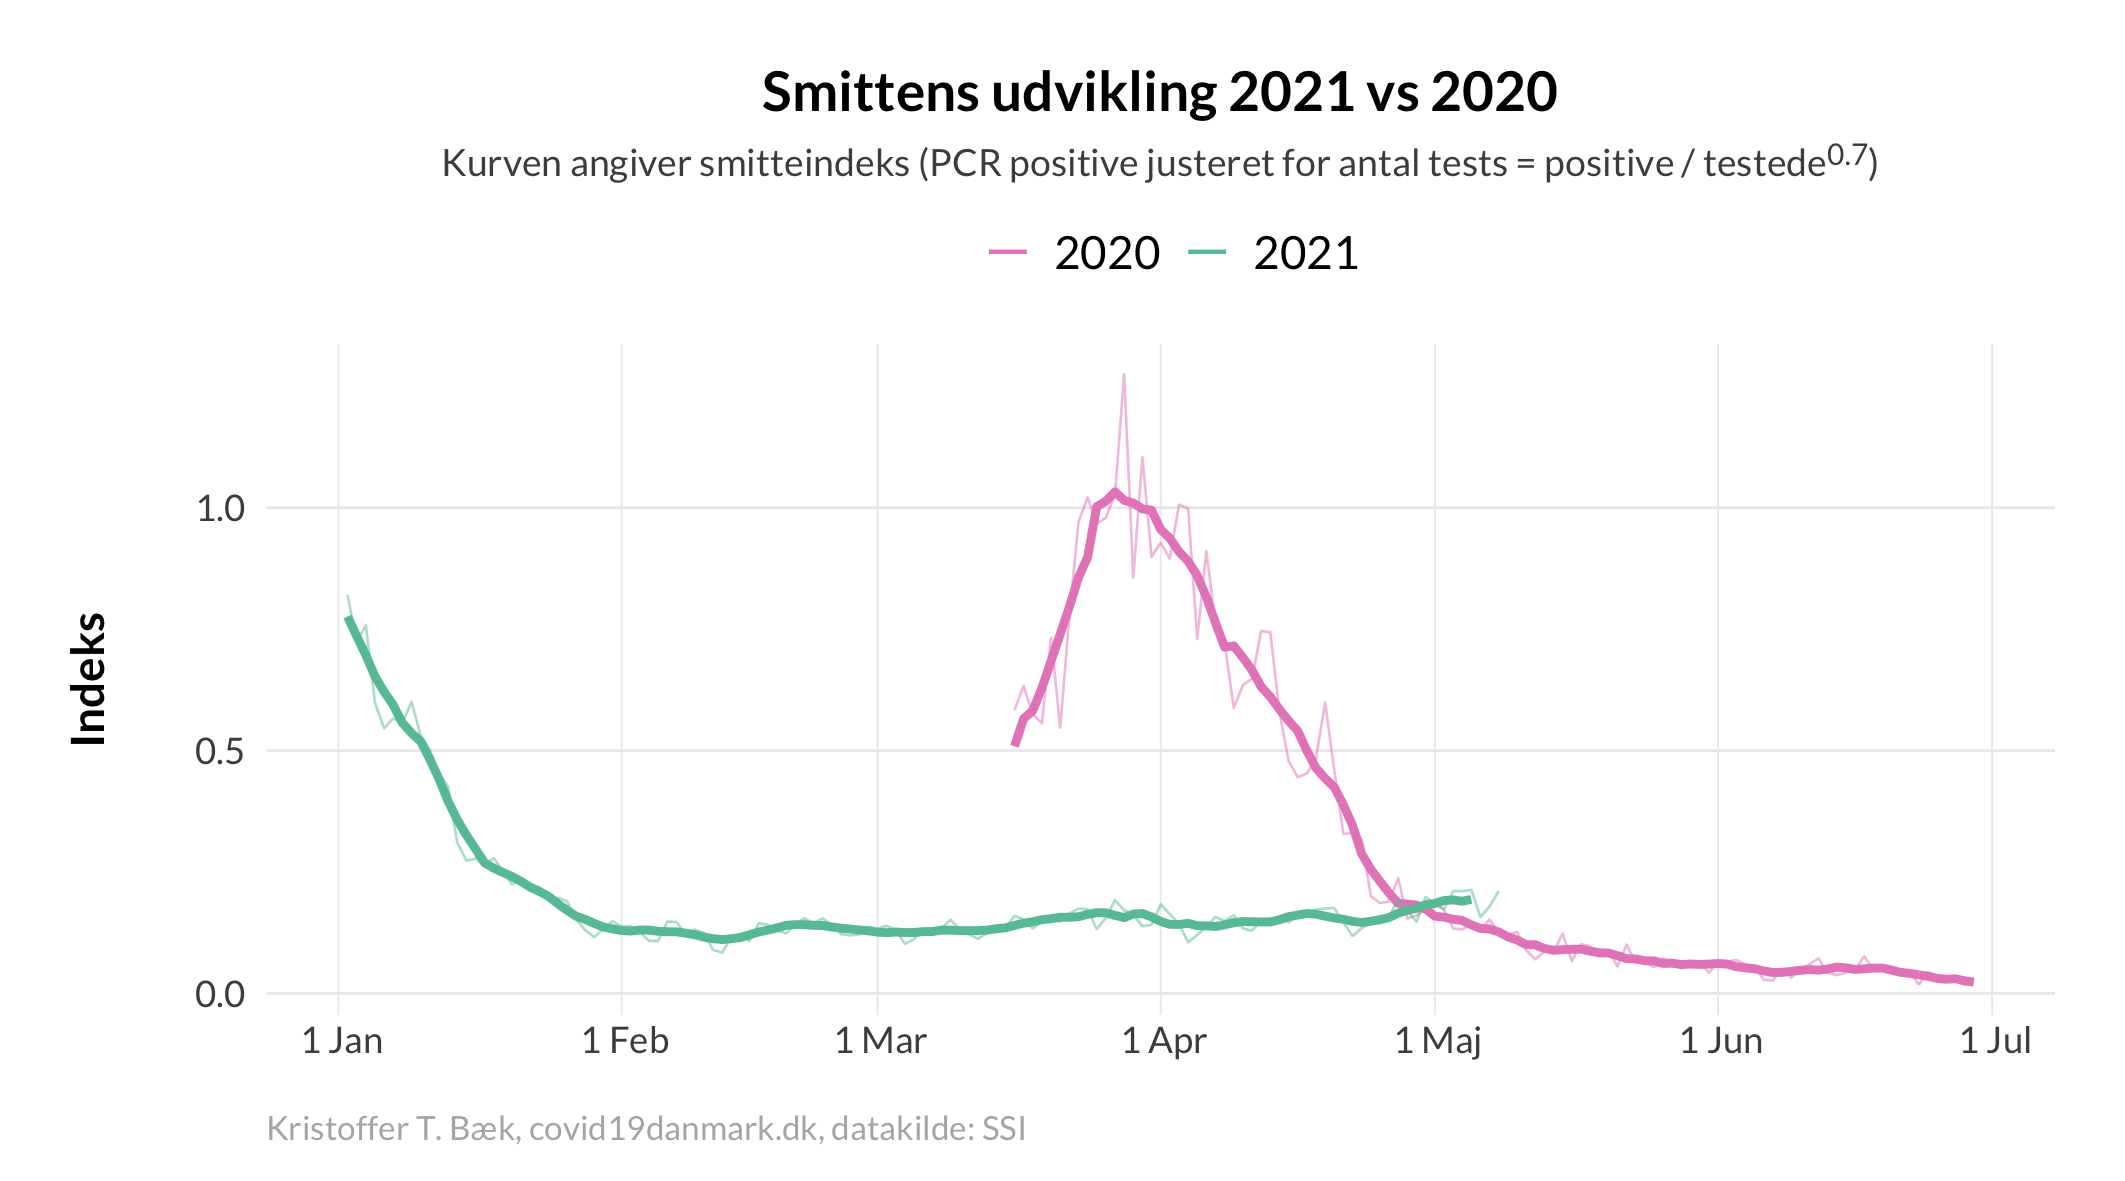 Smittens udvikling 2021 vs 2020
Kurven angiver smitteindeks (PCR positive justeret for antal tests = positive / testede^0.7)
2020 2021
Indeks
1.0
0.5
0.0
1 Jan 1 Feb 1 Mar 1 Apr 1 Maj 1 Jun 1 Jul
Kristoffer T. Bæk, covid19danmark.dk, datakilde: SSI